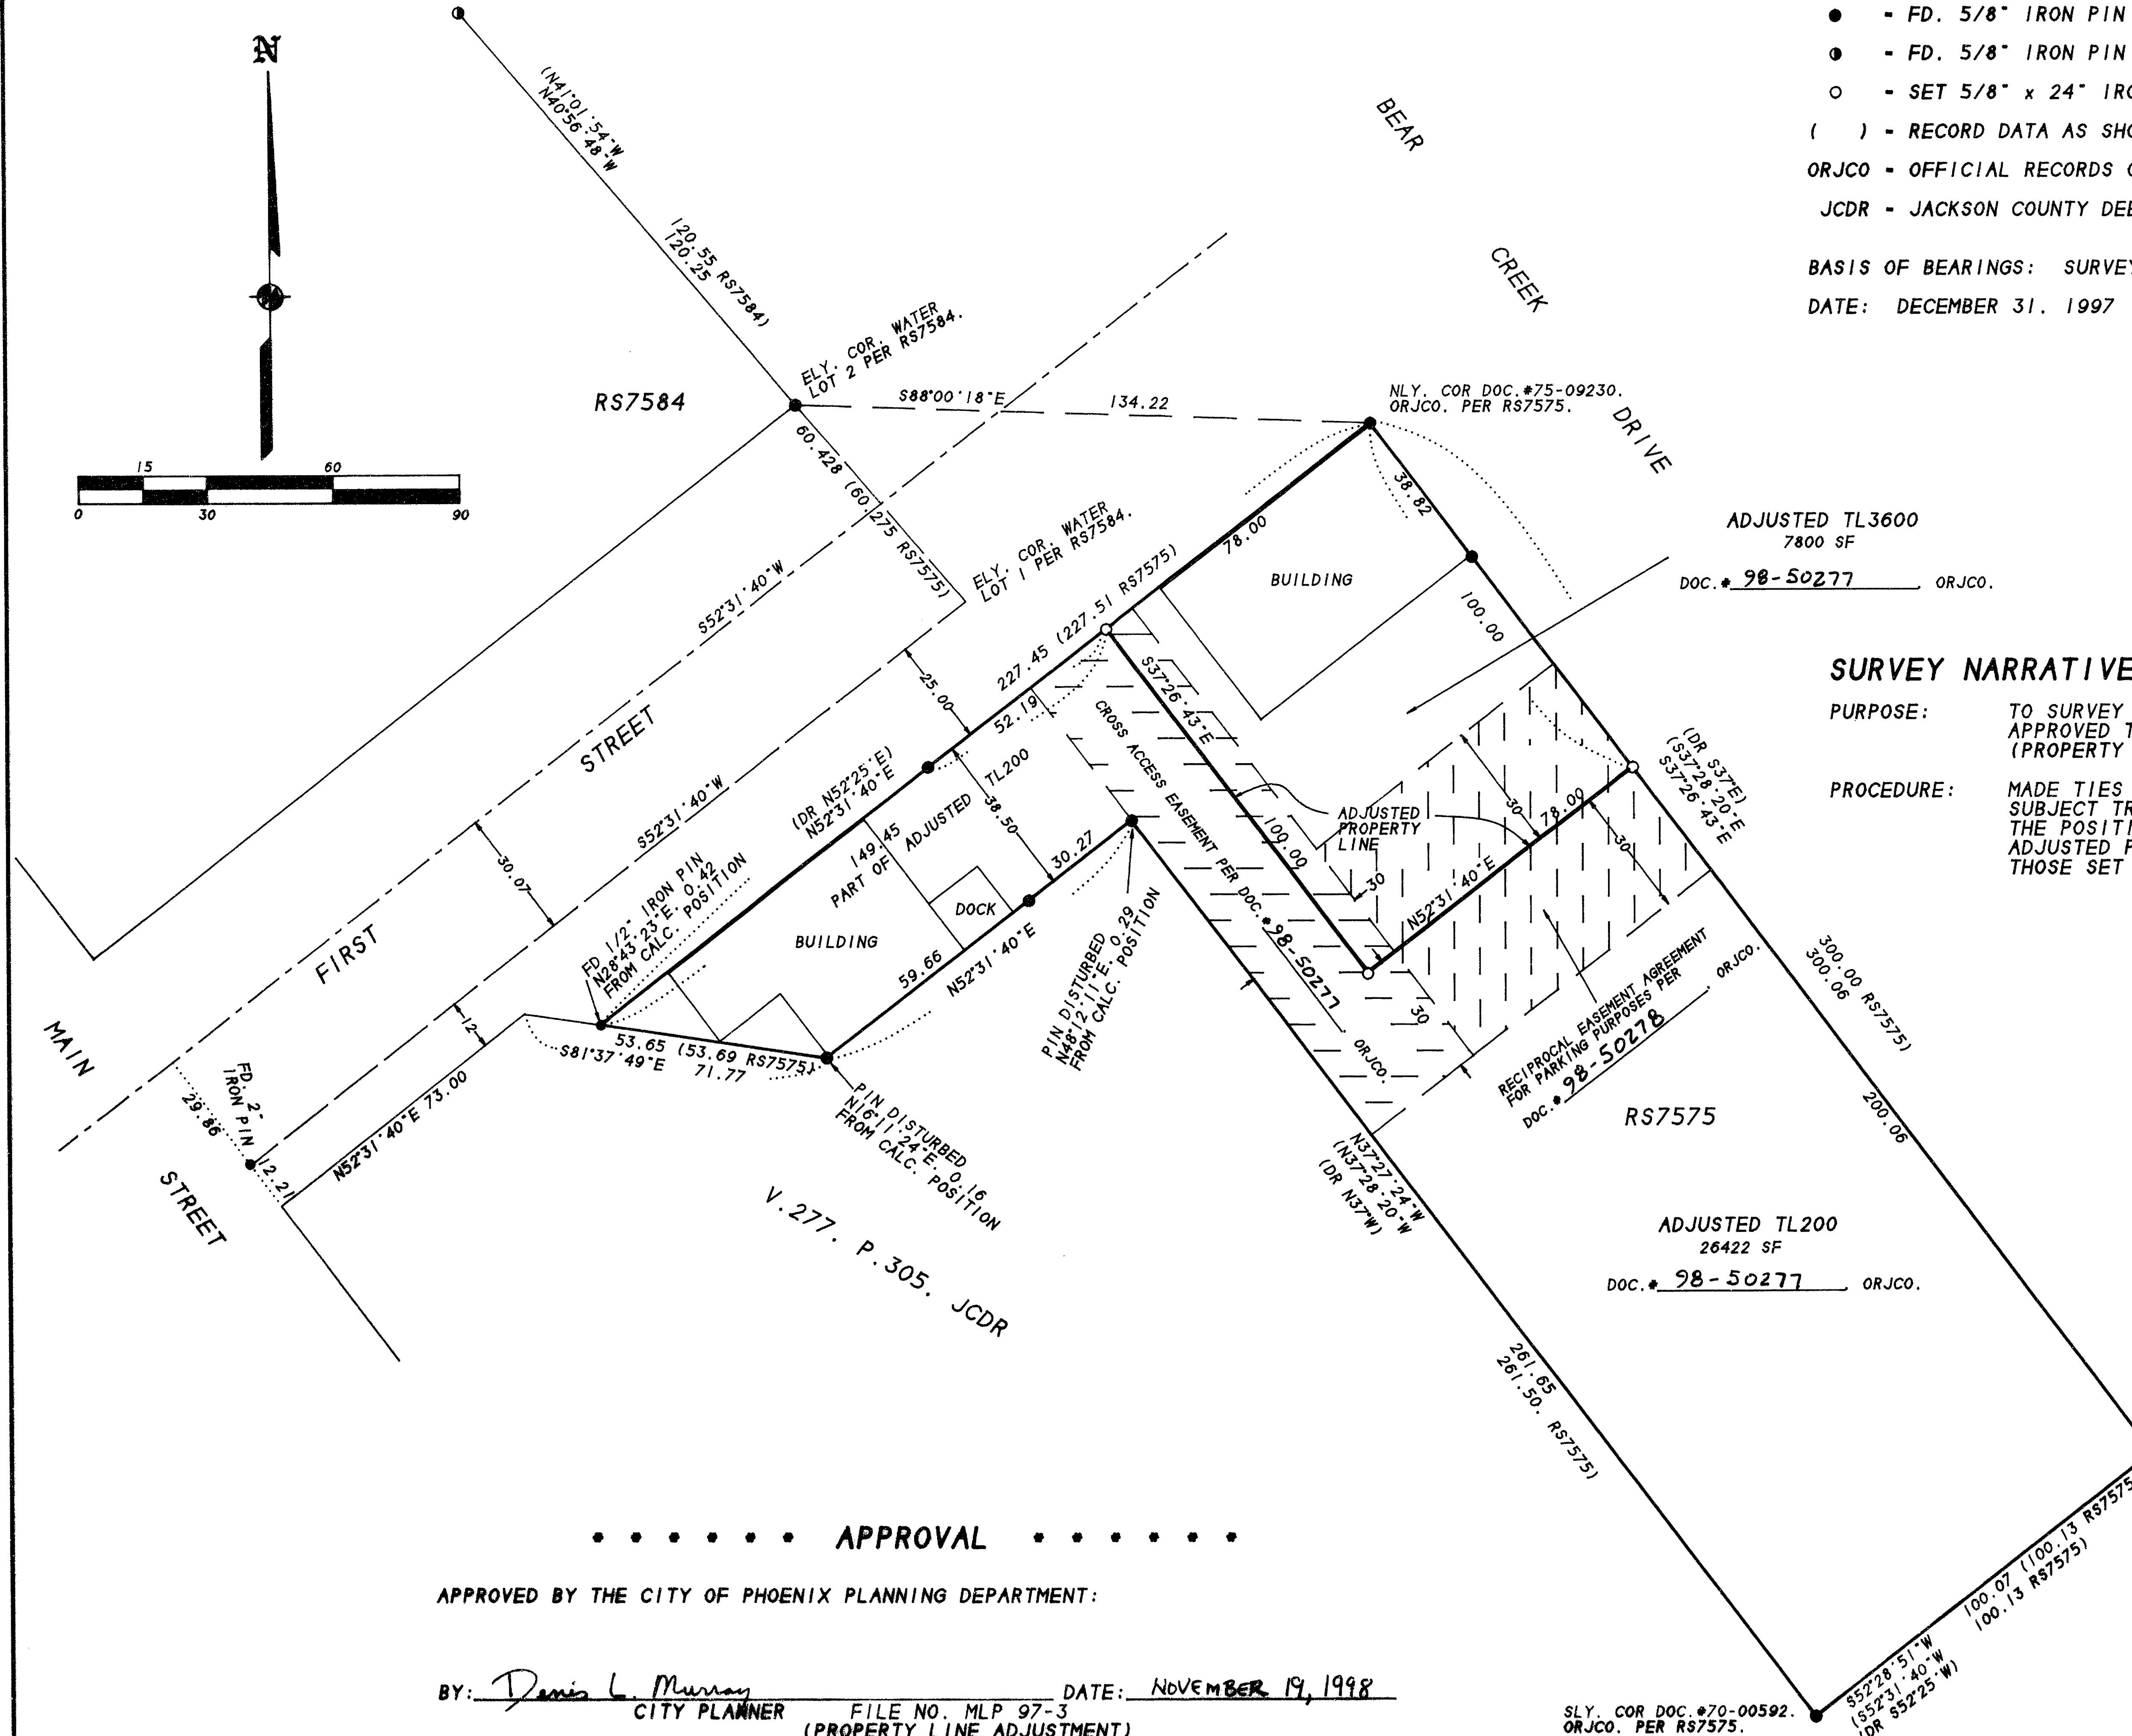 N
15 60
0 30 90
(N41°01'54"W
N40°56'48"W
120.55 RS7584)
120.25
ELY. COR. WATER
LOT 2 PER RS7584.
RS7584
S88°00'18"E 134.22
NLY. COR DOC.#75-09230.
ORJCO. PER RS7575.
BEAR
CREEK
DRIVE
● - FD. 5/8" IRON PIN
◑ - FD. 5/8" IRON PIN
○ - SET 5/8" x 24" IRO
( ) - RECORD DATA AS SHO
ORJCO - OFFICIAL RECORDS O
JCDR - JACKSON COUNTY DEE
BASIS OF BEARINGS: SURVEY
DATE: DECEMBER 31. 1997
60.428 (60.275 RS7575)
ELY. COR. WATER
LOT 1 PER RS7584.
S52°31'40"W
38.82
78.00
BUILDING
100.00
ADJUSTED TL3600
7800 SF
DOC.# 98-50277 ORJCO.
227.45 (227.51 RS7575)
52.19
25.00
S37°26'43"E
CROSS ACCESS EASEMENT PER DOC.# 98-50277 ORJCO.
100.00
SURVEY NARRATIVE
PURPOSE: TO SURVEY
APPROVED T
(PROPERTY
PROCEDURE: MADE TIES
SUBJECT TR
THE POSITI
ADJUSTED P
THOSE SET
(DR S37°E)
(S37°28'20"E
S37°26'43"E
ADJUSTED
PROPERTY
LINE
78.00
30
30
30
30
N52°31'40"E
FIRST STREET
S52°31'40"W
30.07
(DR N52°25'E)
N52°31'40"E
149.45
PART OF ADJUSTED TL200
38.50
30.27
DOCK
BUILDING
59.66
N52°31'40"E
FD 1/2" IRON PIN
N28°43'23"E. 0.42
FROM CALC. POSITION
PIN DISTURBED
N48°12'11"E. 0.29
FROM CALC. POSITION
53.65 (53.69 RS7575)
S81°37'49"E 71.77
PIN DISTURBED
N16°11'24"E. 0.16
FROM CALC. POSITION
12
MAIN
STREET
FD. 2"
IRON PIN
29.86
12.21
N52°31'40"E 73.00
V.277. P.305. JCDR
RECIPROCAL EASEMENT AGREEMENT
FOR PARKING PURPOSES PER
DOC.# 98-50278 ORJCO.
300.00 RS7575)
300.06
200.06
RS7575
N37°27'24"W
(N37°28'20"W
(DR N37°W)
ADJUSTED TL200
26422 SF
DOC.# 98-50277 ORJCO.
261.65
261.50. RS7575)
100.07 (100.13 RS7575
100.13 RS7575)
S52°28'51"W
(S52°31'40"W
(DR S52°25'W)
SLY. COR DOC.#70-00592.
ORJCO. PER RS7575.
* * * * * * APPROVAL * * * * * *
APPROVED BY THE CITY OF PHOENIX PLANNING DEPARTMENT:
BY: Denis L. Murray DATE: NOVEMBER 19, 1998
CITY PLANNER FILE NO. MLP 97-3
(PROPERTY LINE ADJUSTMENT)